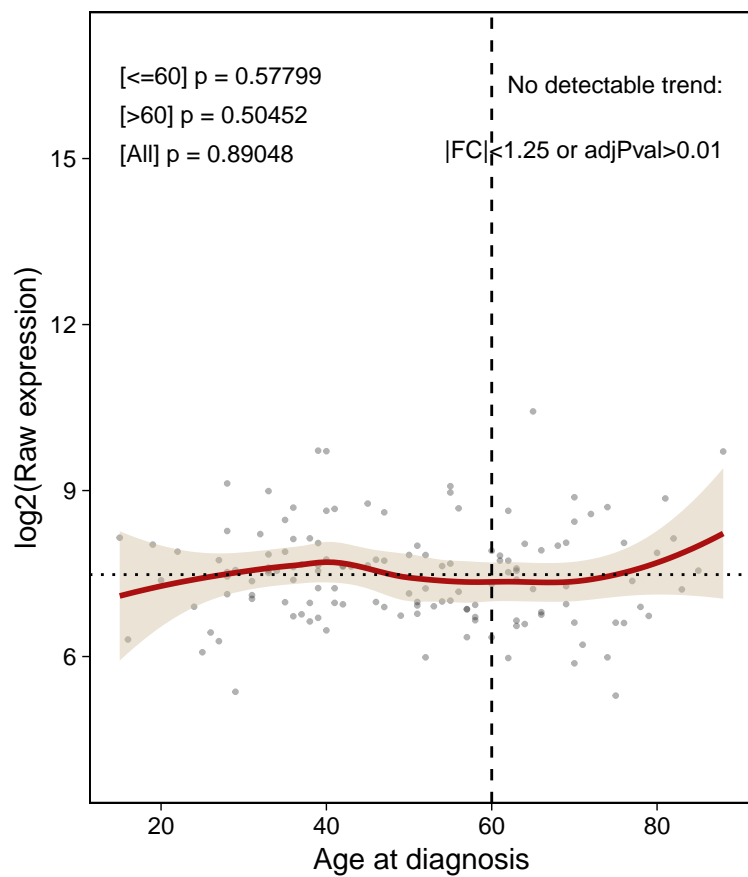 [<=60] p = 0.57799
[>60] p = 0.50452
[All] p = 0.89048
No detectable trend:
|FC|<1.25 or adjPval>0.01
log2(Raw expression)
15
12
9
6
20
40
60
80
Age at diagnosis